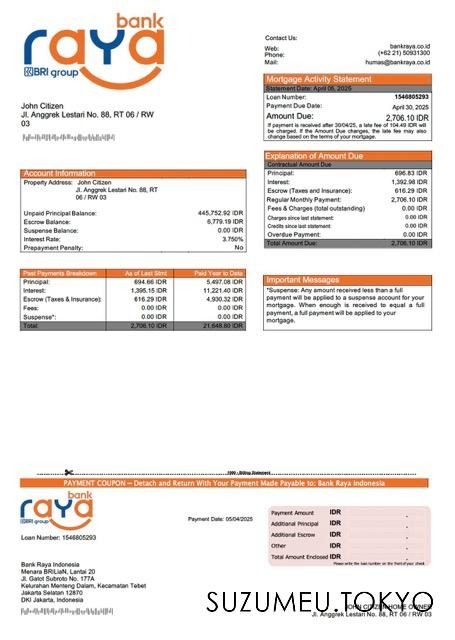 bank
raya
BRI group
Contact Us:
Web: bankraya.co.id
Phone: (+62 21) 50931300
Mail: humas@bankraya.co.id
Mortgage Activity Statement
Statement Date: April 05, 2025
Loan Number: 1546805293
Payment Due Date: April 30, 2025
Amount Due: 2,706.10 IDR
If payment is received after 30/04/25, a late fee of 104.49 IDR will
be charged. If the Amount Due changes, the late fee may also
change based on the terms of your mortgage.
John Citizen
Jl. Anggrek Lestari No. 88, RT 06 / RW
03
Explanation of Amount Due
Contractual Amount Due
Principal: 696.83 IDR
Interest: 1,392.98 IDR
Escrow (Taxes and Insurance): 616.29 IDR
Regular Monthly Payment: 2,706.10 IDR
Fees & Charges (total outstanding) 0.00 IDR
Charges since last statement: 0.00 IDR
Credits since last statement: 0.00 IDR
Overdue Payment: 0.00 IDR
Total Amount Due: 2,706.10 IDR
Account Information
Property Address: John Citizen
Jl. Anggrek Lestari No. 88, RT
06 / RW 03
Unpaid Principal Balance: 445,752.92 IDR
Escrow Balance: 6,779.19 IDR
Suspense Balance: 0.00 IDR
Interest Rate: 3.750%
Prepayment Penalty: No
Past Payments Breakdown As of Last Stmt Paid Year to Date
Principal: 694.66 IDR 5,497.08 IDR
Interest: 1,395.15 IDR 11,221.40 IDR
Escrow (Taxes & Insurance): 616.29 IDR 4,930.32 IDR
Fees: 0.00 IDR 0.00 IDR
Suspense*: 0.00 IDR 0.00 IDR
Total: 2,706.10 IDR 21,648.80 IDR
Important Messages
*Suspense: Any amount received less than a full
payment will be applied to a suspense account for your
mortgage. When enough is received to equal a full
payment, a full payment will be applied to your
mortgage.
Billing Statement
PAYMENT COUPON — Detach and Return With Your Payment Made Payable to: Bank Raya Indonesia
bank
raya
BRI group
Payment Date: 05/04/2025
Loan Number: 1546805293
Payment Amount IDR .
Additional Principal IDR .
Additional Escrow IDR .
Other IDR .
Total Amount Enclosed IDR .
Please write the loan number on the front of your check
Bank Raya Indonesia
Menara BRILiaN, Lantai 20
Jl. Gatot Subroto No. 177A
Kelurahan Menteng Dalam, Kecamatan Tebet
Jakarta Selatan 12870
DKI Jakarta, Indonesia
JOHN CITIZEN HOME OWNER
Jl. Anggrek Lestari No. 88, RT 06 / RW 03
SUZUMEU.TOKYO